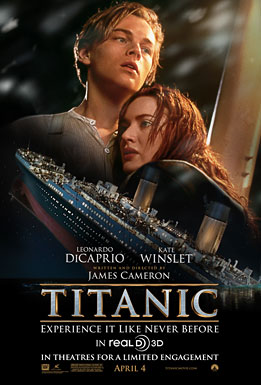 LEONARDO DiCAPRIO KATE WINSLET
WRITTEN AND DIRECTED BY
JAMES CAMERON
TITANIC
EXPERIENCE IT LIKE NEVER BEFORE
IN REALD 3D
IN THEATRES FOR A LIMITED ENGAGEMENT
APRIL 4